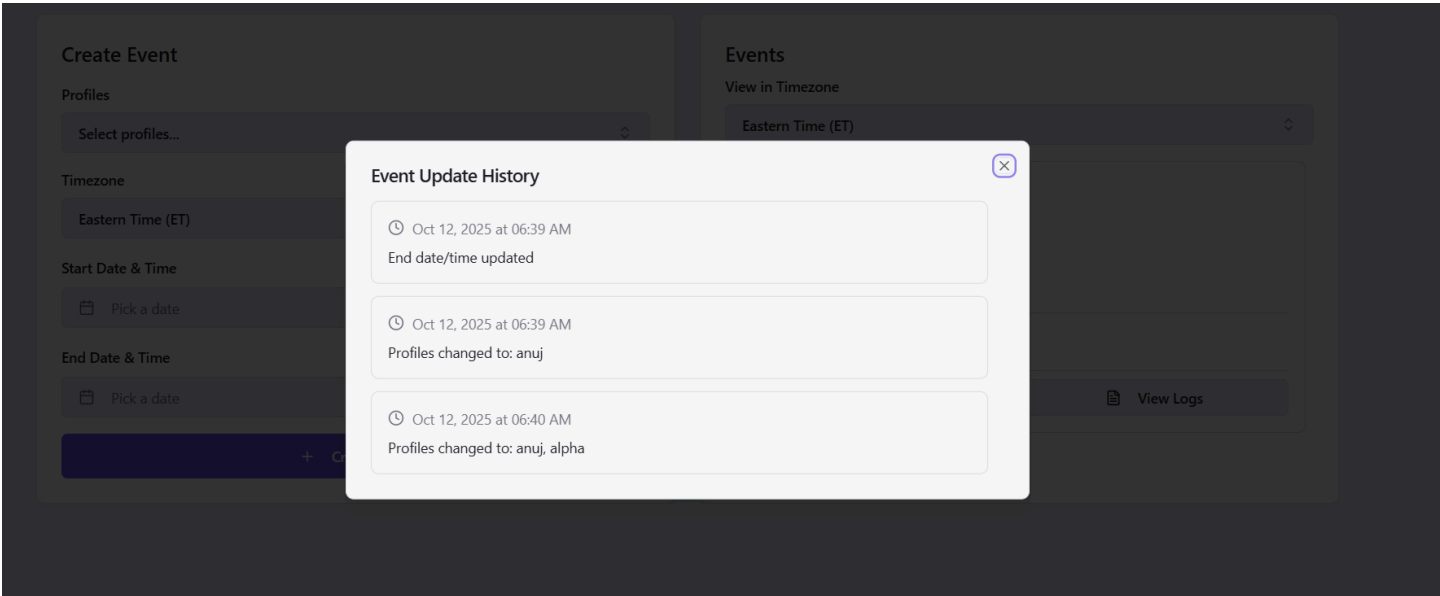 Create Event
Profiles
Select profiles...
Timezone
Eastern Time (ET)
Start Date & Time
Pick a date
End Date & Time
Pick a date
Events
View in Timezone
Eastern Time (ET)
View Logs
Event Update History
Oct 12, 2025 at 06:39 AM
End date/time updated
Oct 12, 2025 at 06:39 AM
Profiles changed to: anuj
Oct 12, 2025 at 06:40 AM
Profiles changed to: anuj, alpha